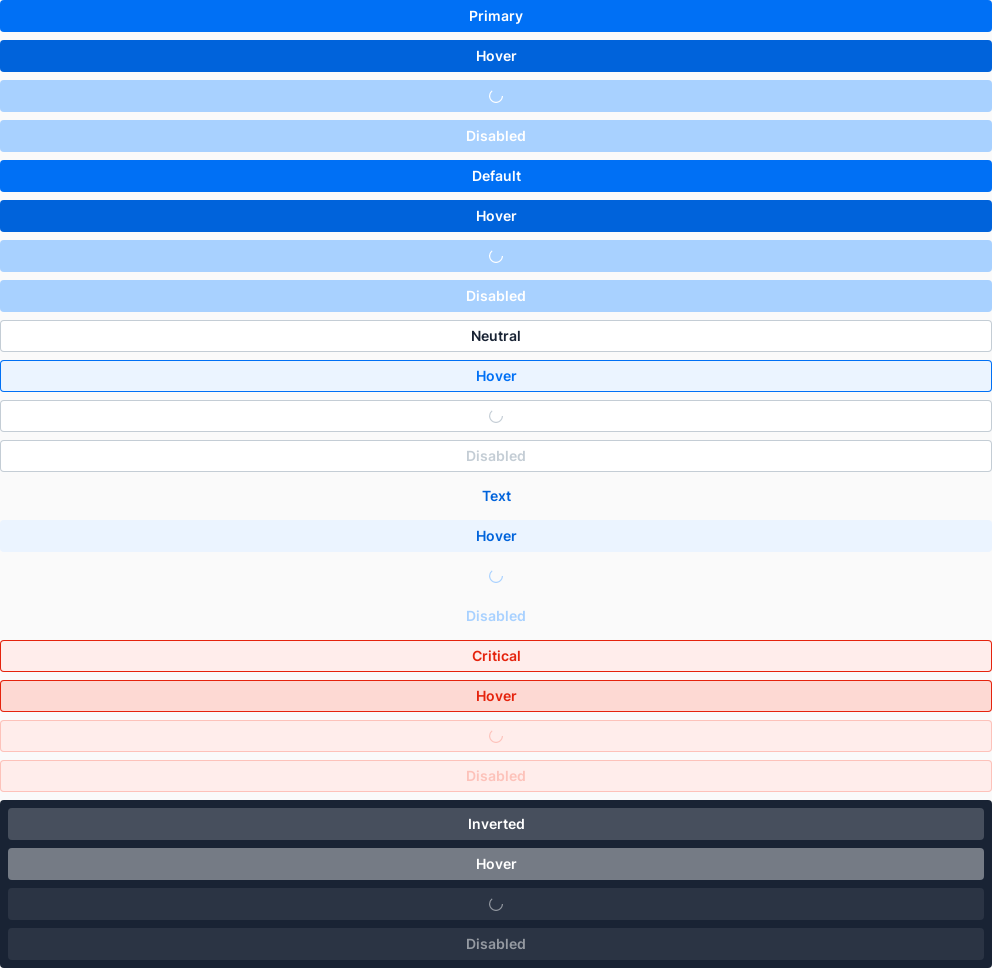 Primary
Hover
Disabled
Default
Hover
Disabled
Neutral
Hover
Disabled
Text
Hover
Disabled
Critical
Hover
Disabled
Inverted
Hover
Disabled